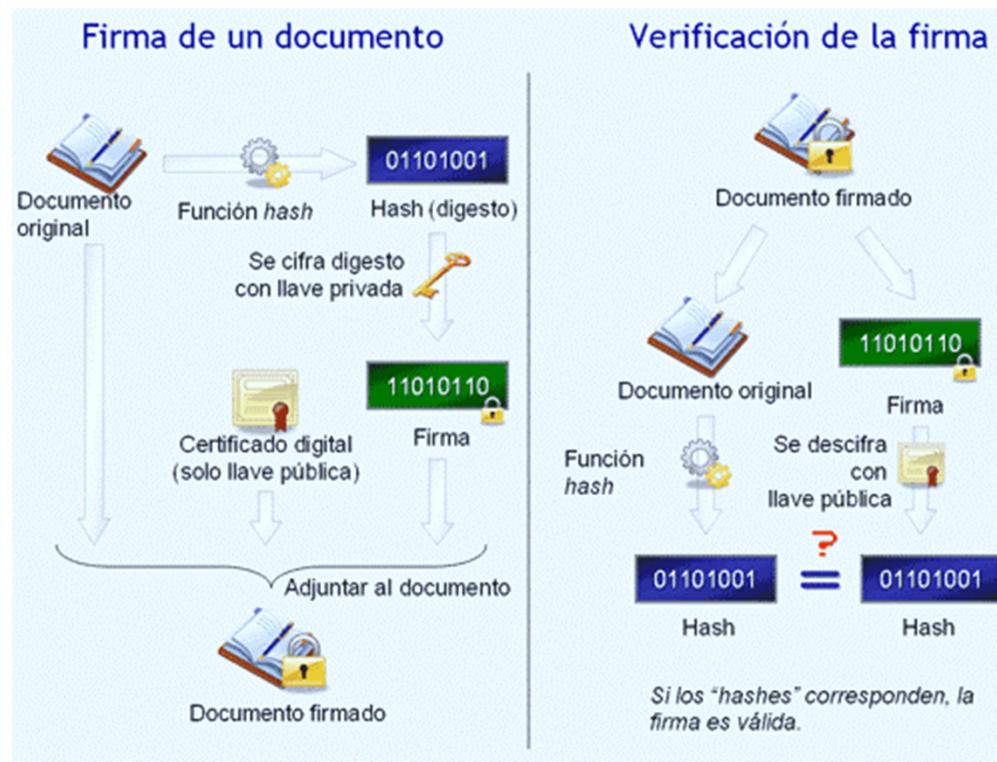 Firma de un documento
Documento
original
Función hash
01101001
Hash (digesto)
Se cifra digesto
con llave privada
11010110
Firma
Certificado digital
(solo llave pública)
Adjuntar al documento
Documento firmado
Verificación de la firma
Documento firmado
Documento original
11010110
Firma
Función
hash
Se descifra
con
llave pública
01101001
?
=
01101001
Hash
Hash
Si los “hashes” corresponden, la
firma es válida.